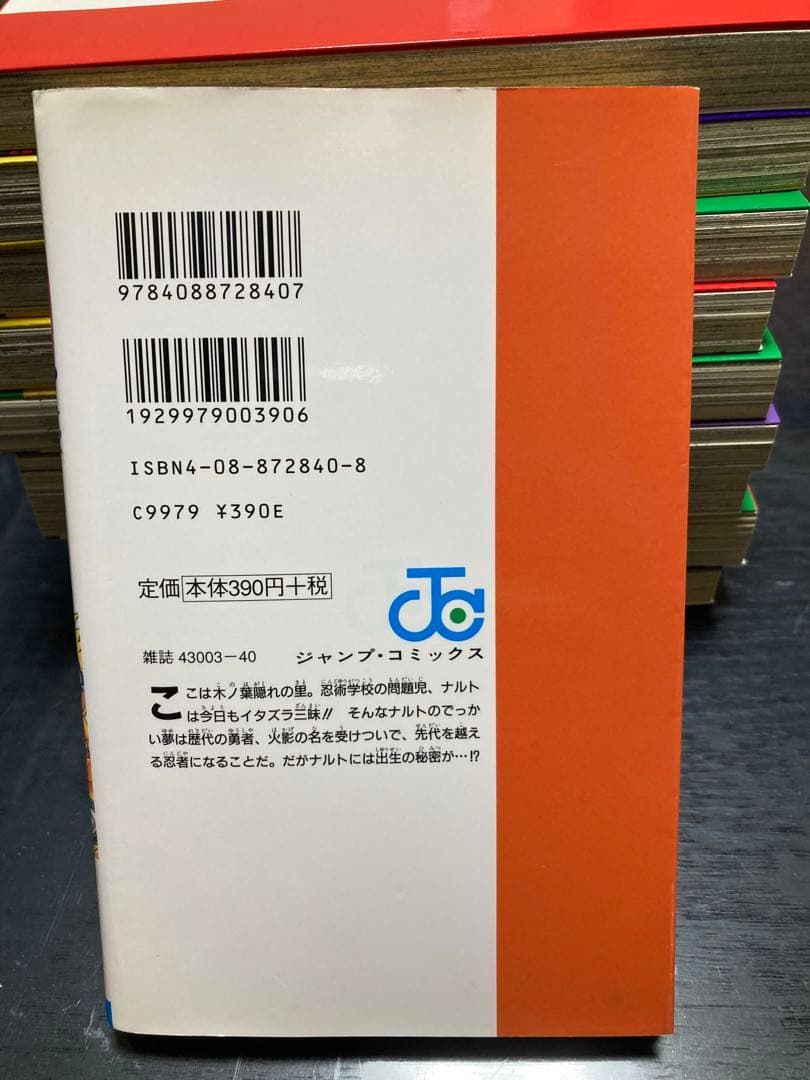 9784088728407
1929979003906
ISBN4-08-872840-8
C9979 ¥390E
定価 本体390円+税
雑誌 43003-40
ジャンプ・コミックス
ここは木ノ葉隠れの里。忍術学校の問題児、ナルト
は今日もイタズラ三昧!! そんなナルトのでっか
い夢は歴代の勇者、火影の名を受けついで、先代を越え
る忍者になることだ。だがナルトには出生の秘密が…!?